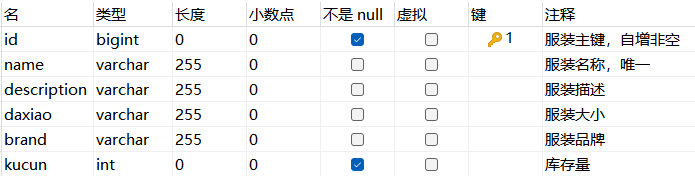 名 类型 长度 小数点 不是 null 虚拟 键 注释
id bigint 0 0 1 服装主键，自增非空
name varchar 255 0 服装名称，唯一
description varchar 255 0 服装描述
daxiao varchar 255 0 服装大小
brand varchar 255 0 服装品牌
kucun int 0 0 库存量